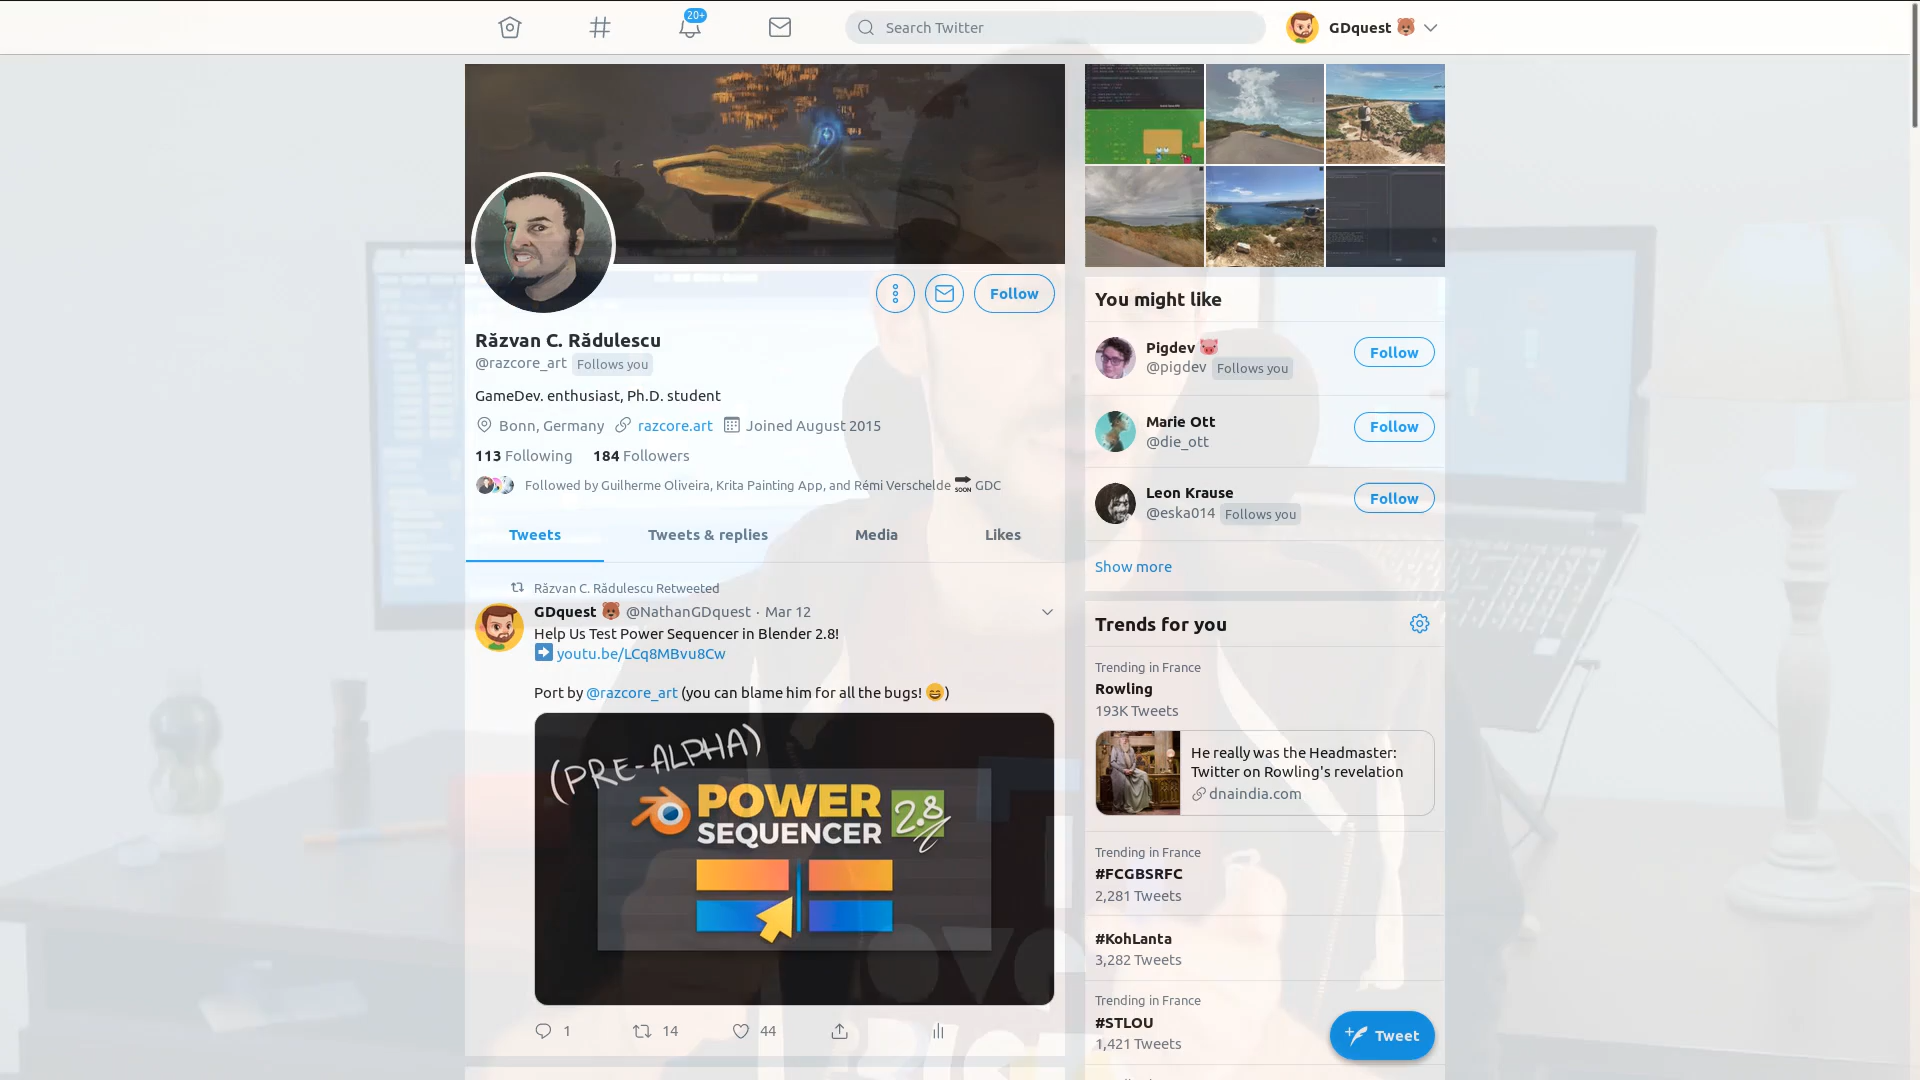 20+
Search Twitter
GDquest
Follow
Răzvan C. Rădulescu
@razcore_art Follows you
GameDev. enthusiast, Ph.D. student
Bonn, Germany razcore.art Joined August 2015
113 Following 184 Followers
Followed by Guilherme Oliveira, Krita Painting App, and Rémi Verschelde SOON GDC
Tweets Tweets & replies Media Likes
Răzvan C. Rădulescu Retweeted
GDquest @NathanGDquest · Mar 12
Help Us Test Power Sequencer in Blender 2.8!
youtu.be/LCq8MBvu8Cw
Port by @razcore_art (you can blame him for all the bugs! 😄)
(PRE-ALPHA)
POWER
SEQUENCER
2.8
1 14 44
You might like
Pigdev
@pigdev Follows you
Follow
Marie Ott
@die_ott
Follow
Leon Krause
@eska014 Follows you
Follow
Show more
Trends for you
Trending in France
Rowling
193K Tweets
He really was the Headmaster:
Twitter on Rowling's revelation
dnaindia.com
Trending in France
#FCGBSRFC
2,281 Tweets
#KohLanta
3,282 Tweets
Trending in France
#STLOU
1,421 Tweets
Tweet